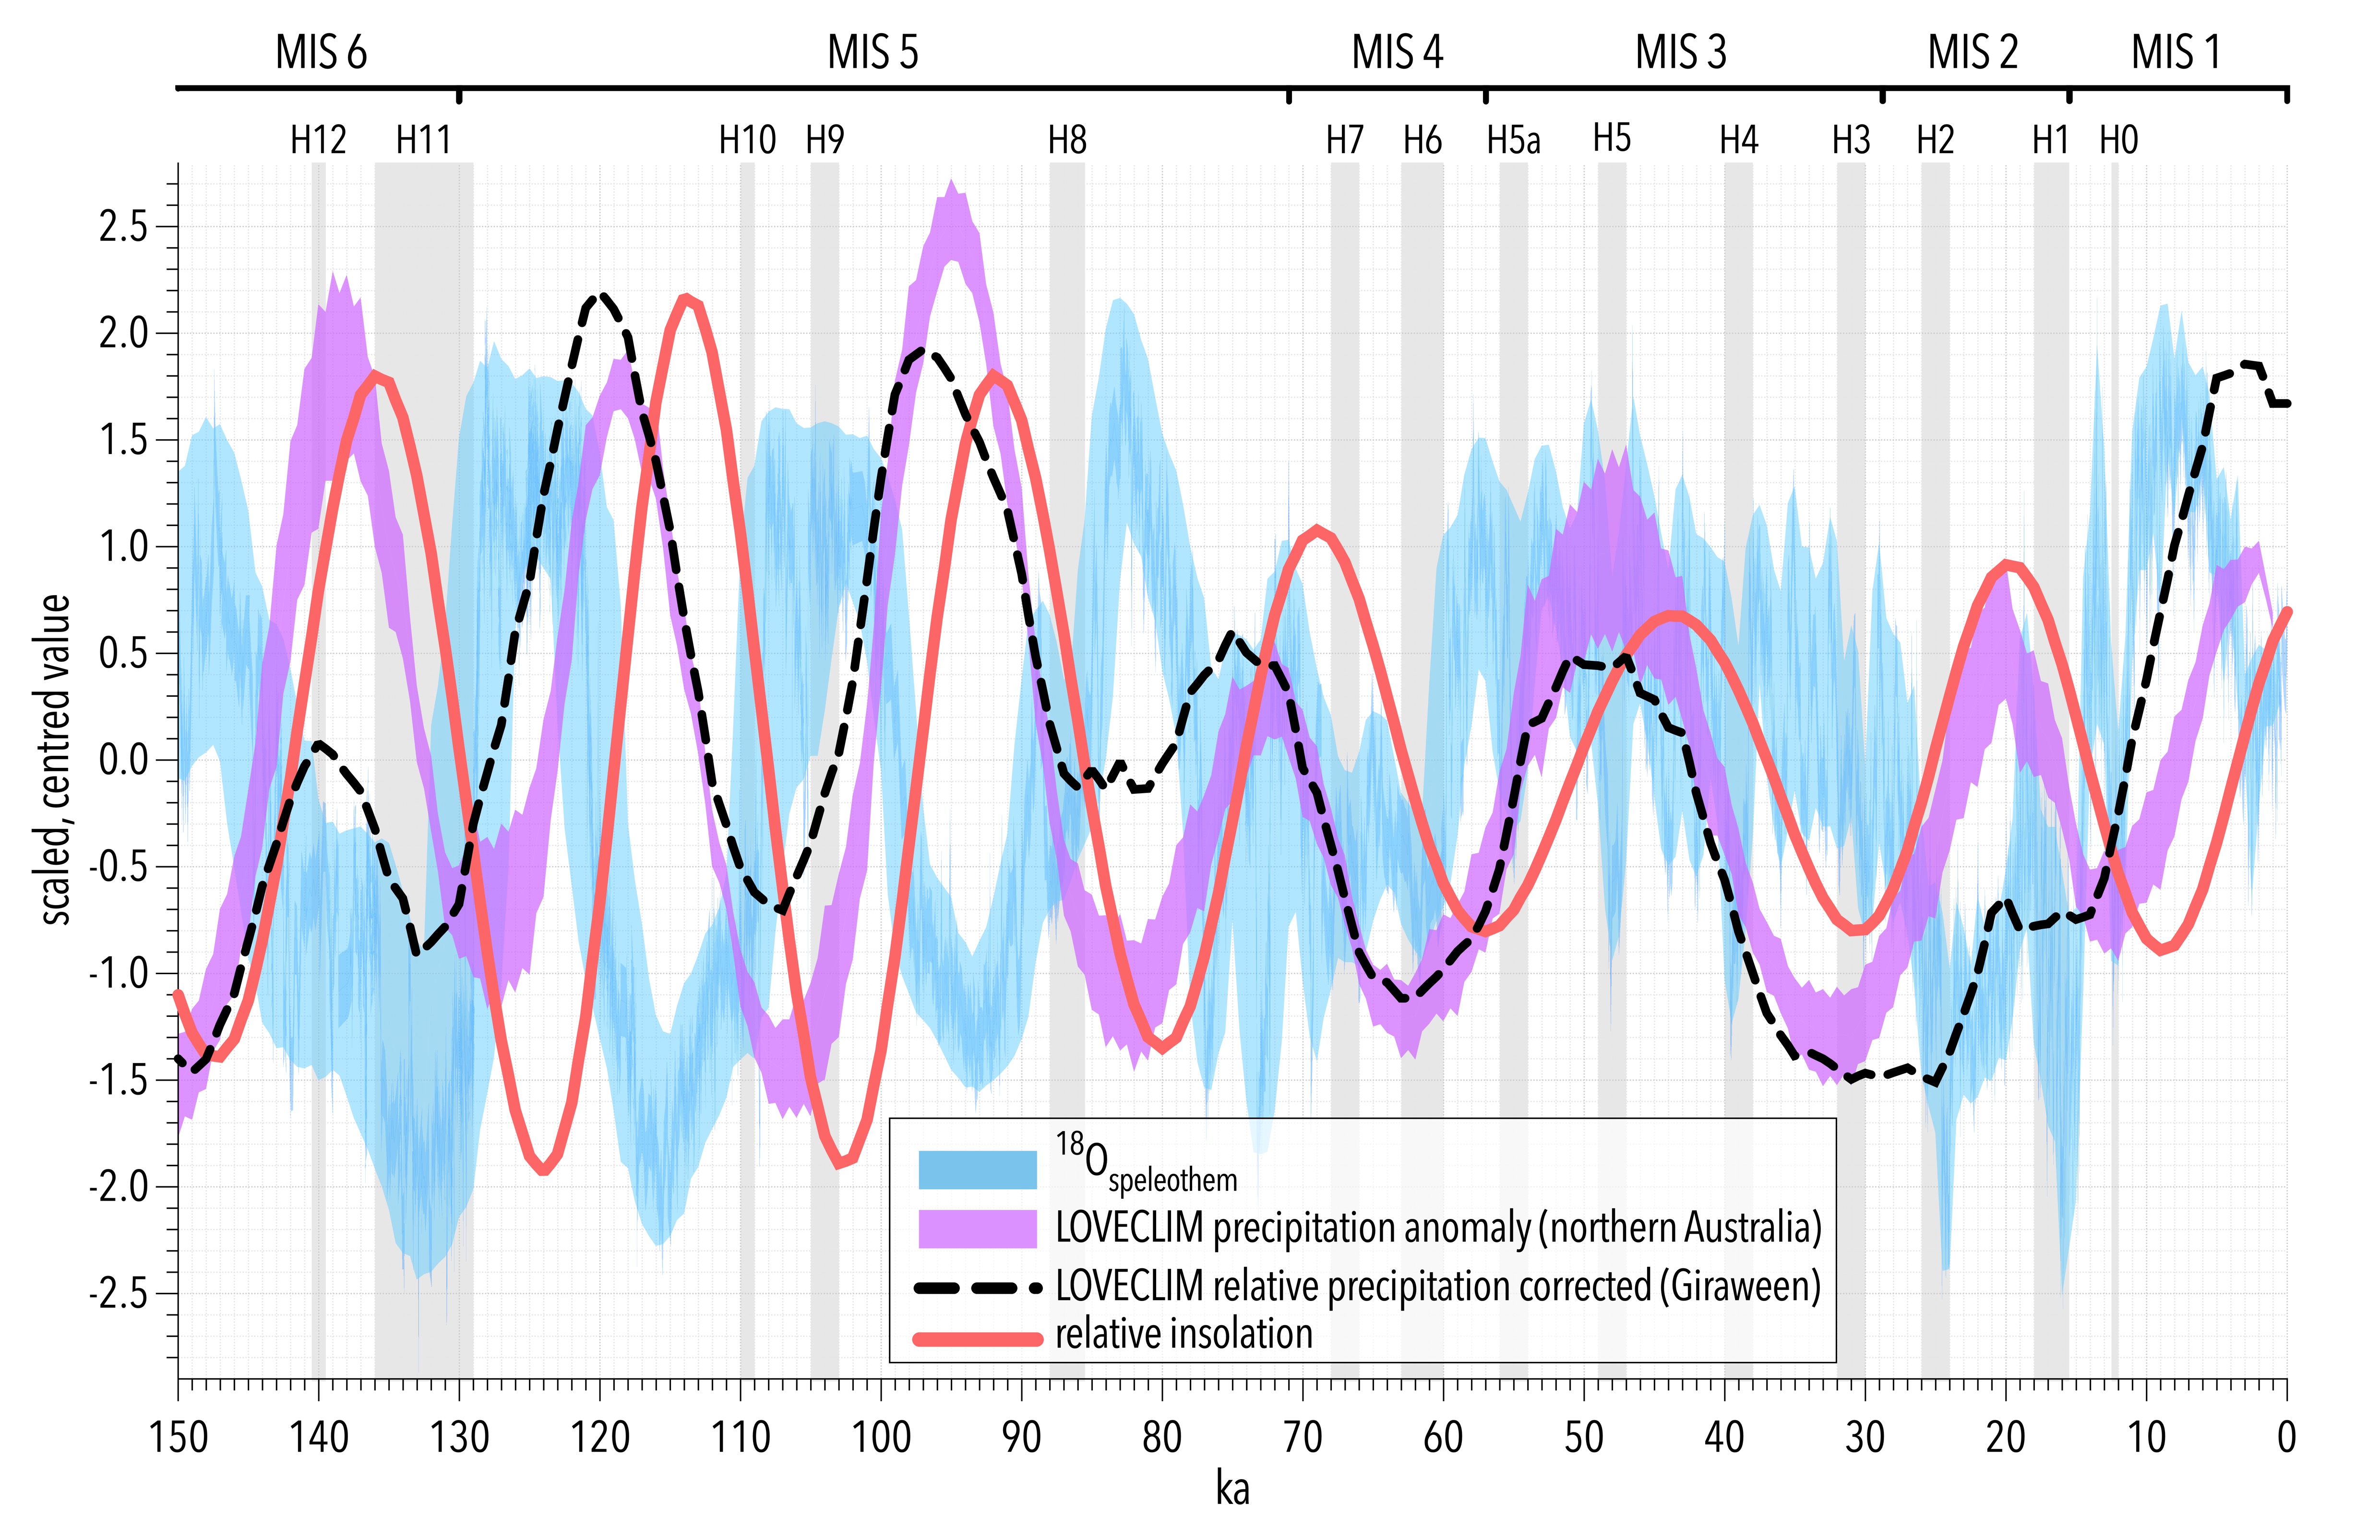 MIS 6 MIS 5 MIS 4 MIS 3 MIS 2 MIS 1
H12 H11 H10 H9 H8 H7 H6 H5a H5 H4 H3 H2 H1 H0
2.5
2.0
1.5
1.0
0.5
0.0
-0.5
-1.0
-1.5
-2.0
-2.5
scaled, centred value
18Ospeleothem
LOVECLIM precipitation anomaly (northern Australia)
LOVECLIM relative precipitation corrected (Giraween)
relative insolation
150 140 130 120 110 100 90 80 70 60 50 40 30 20 10 0
ka